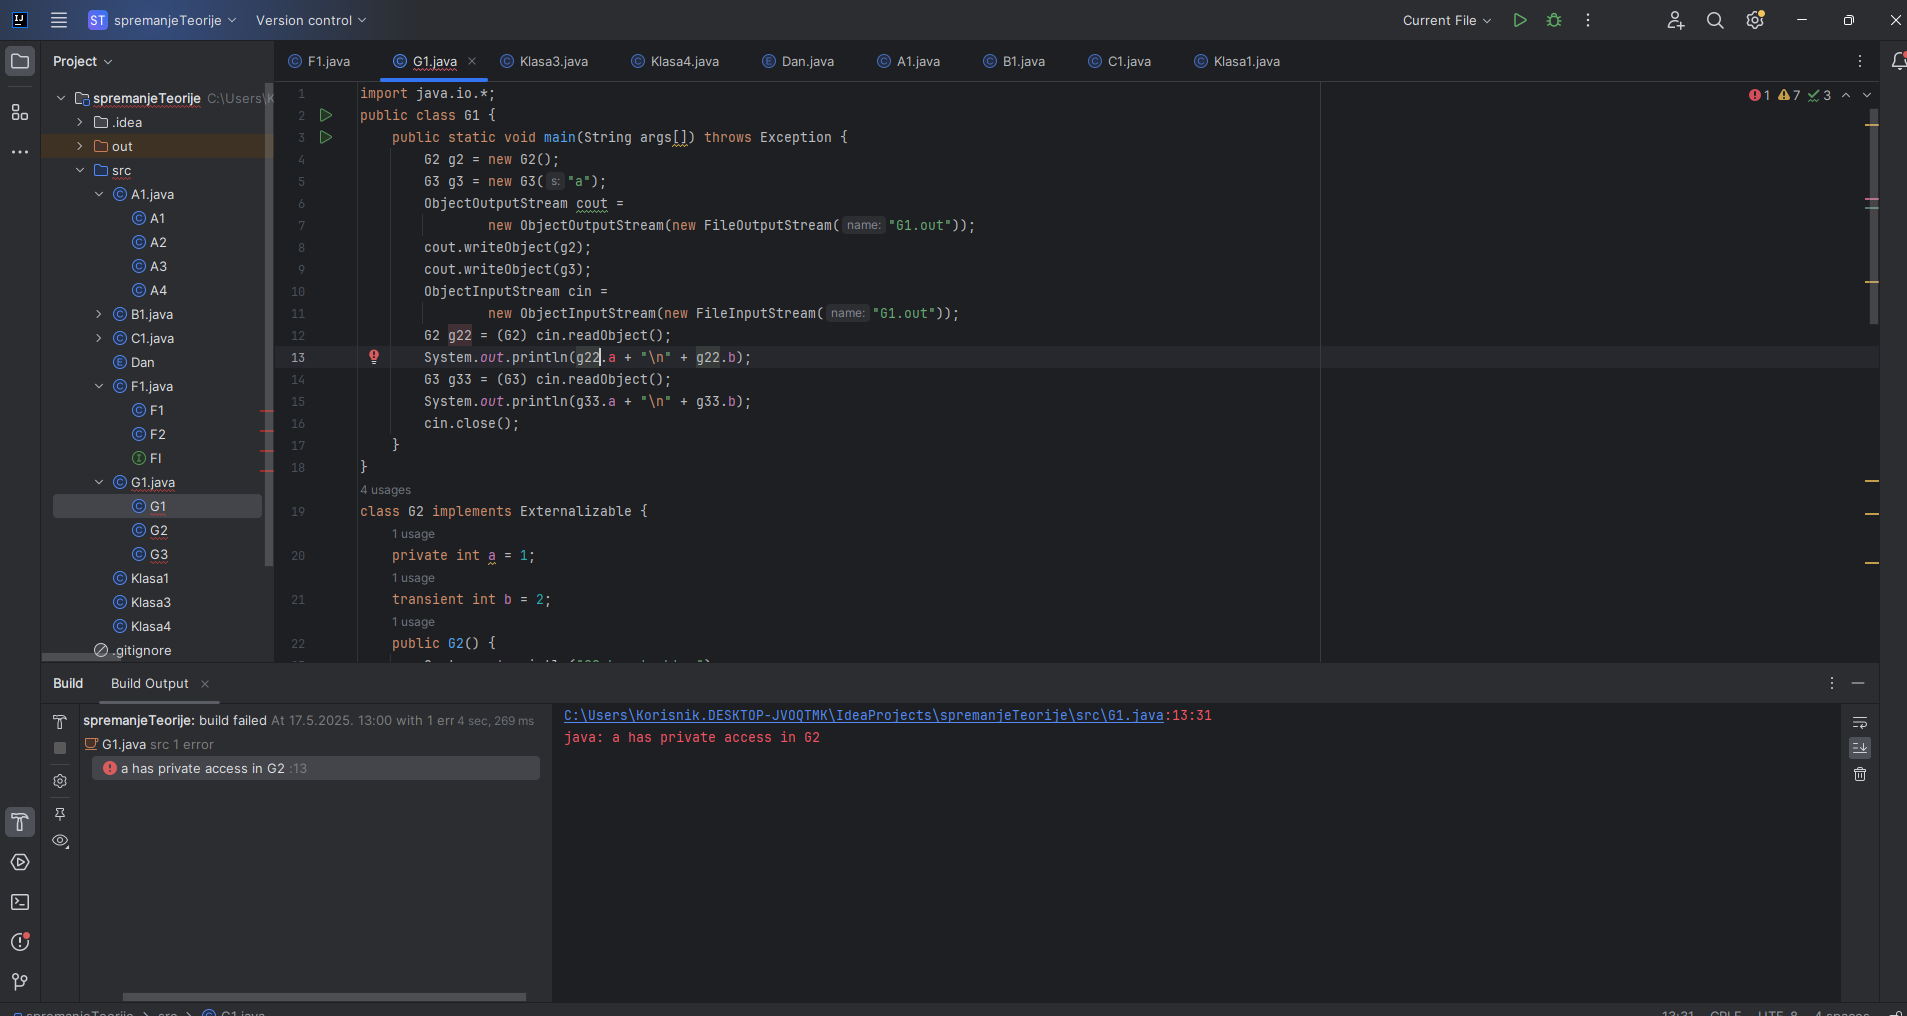 ST spremanjeTeorije Version control Current File
Project
F1.java G1.java Klasa3.java Klasa4.java Dan.java A1.java B1.java C1.java Klasa1.java
spremanjeTeorije C:\Users\K
.idea
out
src
A1.java
A1
A2
A3
A4
B1.java
C1.java
Dan
F1.java
F1
F2
FI
G1.java
G1
G2
G3
Klasa1
Klasa3
Klasa4
.gitignore
1 7 3
1 import java.io.*;
2 public class G1 {
3 public static void main(String args[]) throws Exception {
4 G2 g2 = new G2();
5 G3 g3 = new G3( s: "a");
6 ObjectOutputStream cout =
7 new ObjectOutputStream(new FileOutputStream( name: "G1.out"));
8 cout.writeObject(g2);
9 cout.writeObject(g3);
10 ObjectInputStream cin =
11 new ObjectInputStream(new FileInputStream( name: "G1.out"));
12 G2 g22 = (G2) cin.readObject();
13 System.out.println(g22.a + "\n" + g22.b);
14 G3 g33 = (G3) cin.readObject();
15 System.out.println(g33.a + "\n" + g33.b);
16 cin.close();
17 }
18 }
4 usages
19 class G2 implements Externalizable {
1 usage
20 private int a = 1;
1 usage
21 transient int b = 2;
1 usage
22 public G2() {
Build Build Output
spremanjeTeorije: build failed At 17.5.2025. 13:00 with 1 err 4 sec, 269 ms
G1.java src 1 error
a has private access in G2 :13
C:\Users\Korisnik.DESKTOP-JVOQTMK\IdeaProjects\spremanjeTeorije\src\G1.java:13:31
java: a has private access in G2
spremanjeTeorije > src > G1.java 13:31 CRLF UTF-8 4 spaces